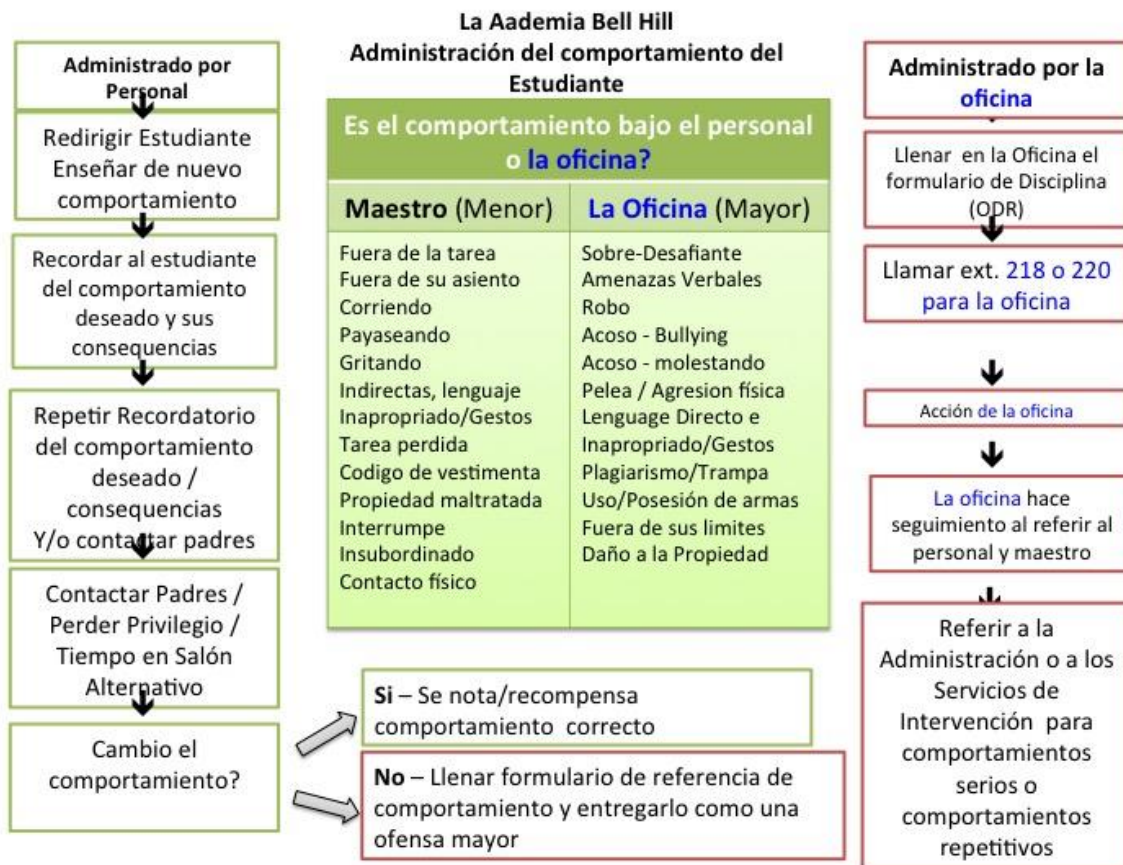 La Aademia Bell Hill
Administración del comportamiento del
Estudiante
Administrado por
Personal
Redirigir Estudiante
Enseñar de nuevo
comportamiento
Recordar al estudiante
del comportamiento
deseado y sus
consequencias
Repetir Recordatorio
del comportamiento
deseado /
consequencias
Y/o contactar padres
Contactar Padres /
Perder Privilegio /
Tiempo en Salón
Alternativo
Cambio el
comportamiento?
Es el comportamiento bajo el personal
o la oficina?
Maestro (Menor)
Fuera de la tarea
Fuera de su asiento
Corriendo
Payaseando
Gritando
Indirectas, lenguaje
Inapropriado/Gestos
Tarea perdida
Codigo de vestimenta
Propiedad maltratada
Interrumpe
Insubordinado
Contacto físico
La Oficina (Mayor)
Sobre-Desafiante
Amenazas Verbales
Robo
Acoso - Bullying
Acoso - molestando
Pelea / Agresion física
Lenguage Directo e
Inapropriado/Gestos
Plagiarismo/Trampa
Uso/Posesión de armas
Fuera de sus limites
Daño a la Propiedad
Si – Se nota/recompensa
comportamiento correcto
No – Llenar formulario de referencia de
comportamiento y entregarlo como una
ofensa mayor
Administrado por la
oficina
Llenar en la Oficina el
formulario de Disciplina
(ODR)
Llamar ext. 218 o 220
para la oficina
Acción de la oficina
La oficina hace
seguimiento al referir al
personal y maestro
Referir a la
Administración o a los
Servicios de
Intervención para
comportamientos
serios o
comportamientos
repetitivos